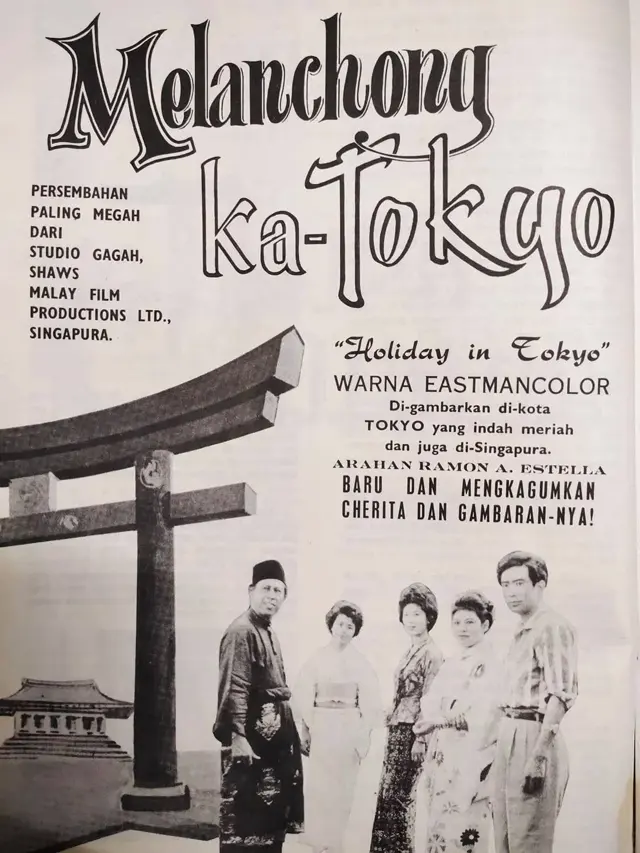 Melanchong
ka-Tokyo
PERSEMBAHAN
PALING MEGAH
DARI
STUDIO GAGAH,
SHAWS
MALAY FILM
PRODUCTIONS LTD.,
SINGAPURA.
"Holiday in Tokyo"
WARNA EASTMANCOLOR
Di-gambarkan di-kota
TOKYO yang indah meriah
dan juga di-Singapura.
ARAHAN RAMON A. ESTELLA
BARU DAN MENGKAGUMKAN
CHERITA DAN GAMBARAN-NYA!